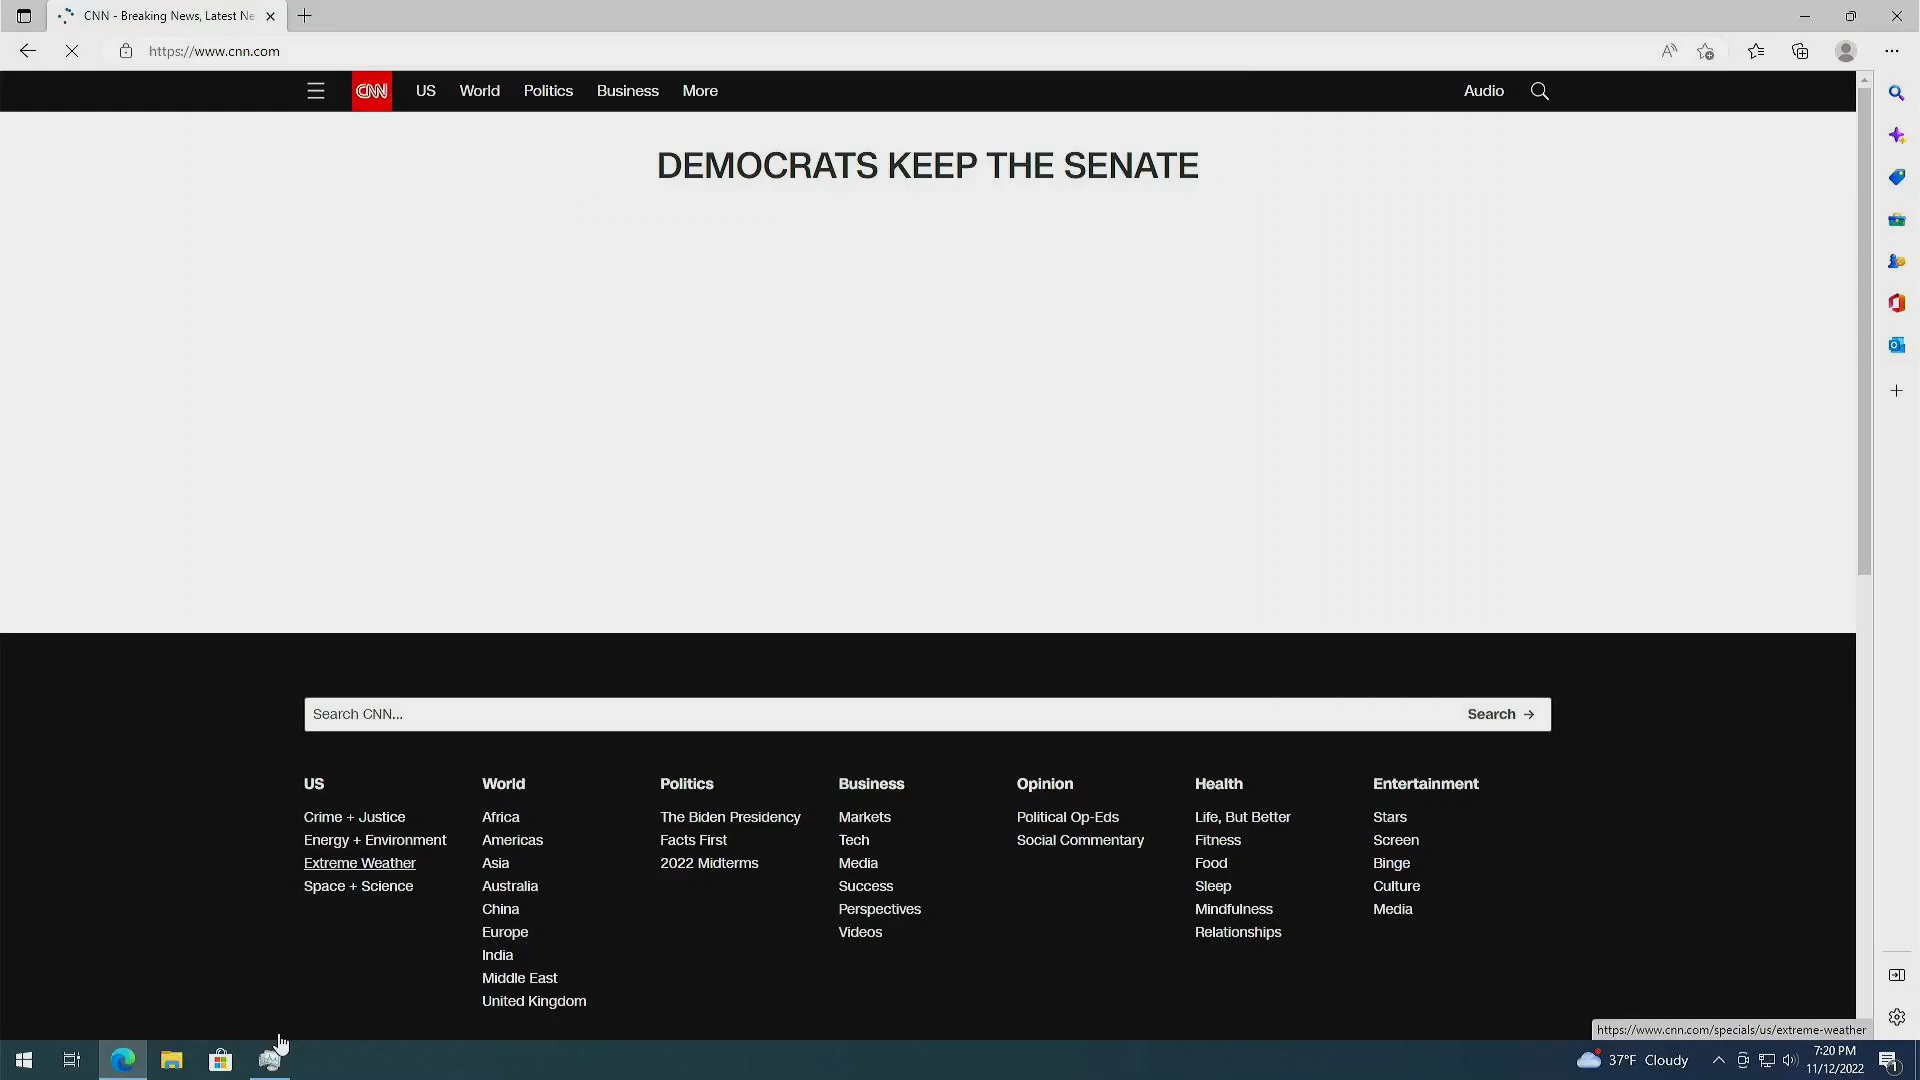 CNN - Breaking News, Latest Ne
https://www.cnn.com
CNN US World Politics Business More Audio
DEMOCRATS KEEP THE SENATE
Search CNN... Search →
US World Politics Business Opinion Health Entertainment
Crime + Justice Africa The Biden Presidency Markets Political Op-Eds Life, But Better Stars
Energy + Environment Americas Facts First Tech Social Commentary Fitness Screen
Extreme Weather Asia 2022 Midterms Media Food Binge
Space + Science Australia Success Sleep Culture
China Perspectives Mindfulness Media
Europe Videos Relationships
India
Middle East
United Kingdom
https://www.cnn.com/specials/us/extreme-weather
37°F Cloudy 7:20 PM
11/12/2022
1